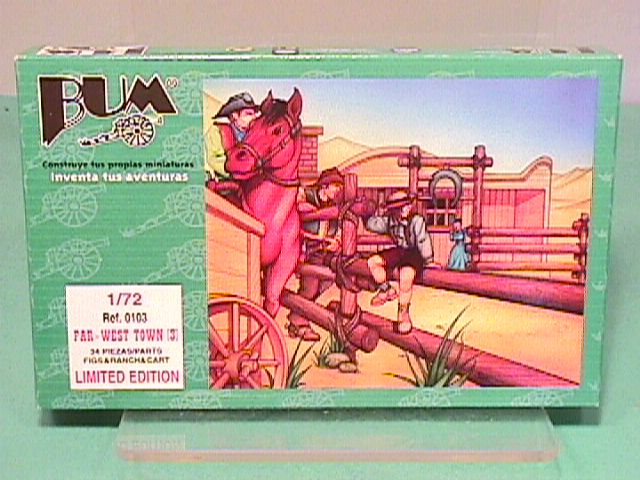 BUM
Construye tus propias miniaturas
Inventa tus aventuras
1/72
Ref. 0103
FAR-WEST TOWN [3]
34 PIEZAS/PARTS
FIGS&RANCH&CART
LIMITED EDITION